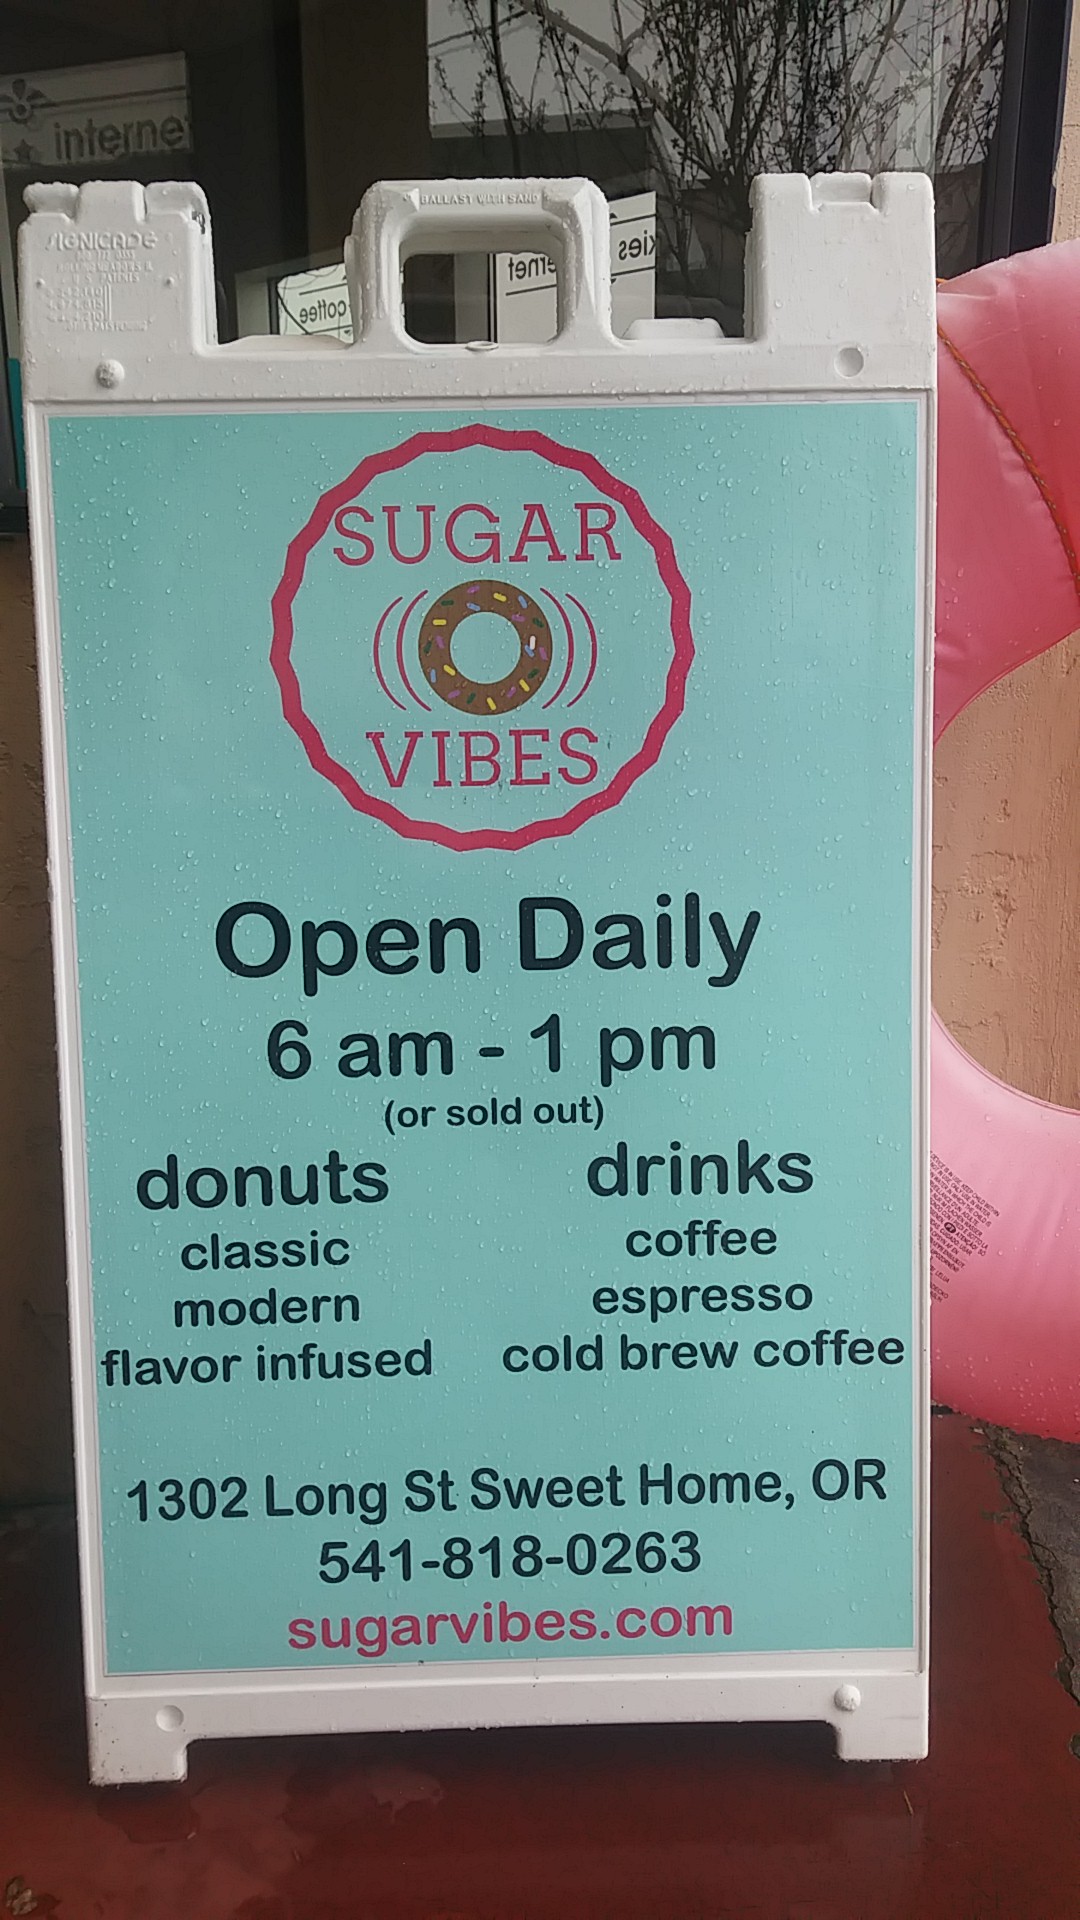 internet
BALLAST WITH SAND
SIGNICADE
coffee
SUGAR
VIBES
Open Daily
6 am - 1 pm
(or sold out)
donuts
drinks
classic
coffee
modern
espresso
flavor infused
cold brew coffee
1302 Long St Sweet Home, OR
541-818-0263
sugarvibes.com